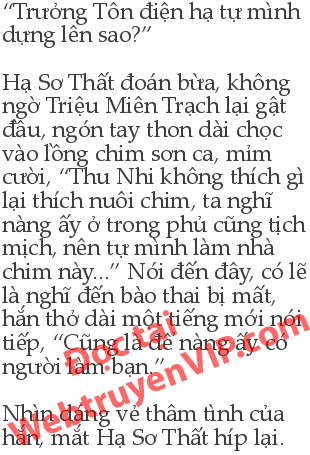 “Trưởng Tôn điện hạ tự mình
dựng lên sao?”
Hạ Sơ Thất đoán bừa, không
ngờ Triệu Miên Trạch lại gật
đầu, ngón tay thon dài chọc
vào lồng chim sơn ca, mỉm
cười, “Thu Nhi không thích gì
lại thích nuôi chim, ta nghĩ
nàng ấy ở trong phủ cũng tịch
mịch, nên tự mình làm nhà
chim này...” Nói đến đây, có lẽ
là nghĩ đến bào thai bị mất,
hắn thở dài một tiếng mới nói
tiếp, “Cũng là để nàng ấy có
người làm bạn.”
Nhìn dáng vẻ thâm tình của
hắn, mắt Hạ Sơ Thất híp lại.
Đọc tại
WebtruyenVIP.com